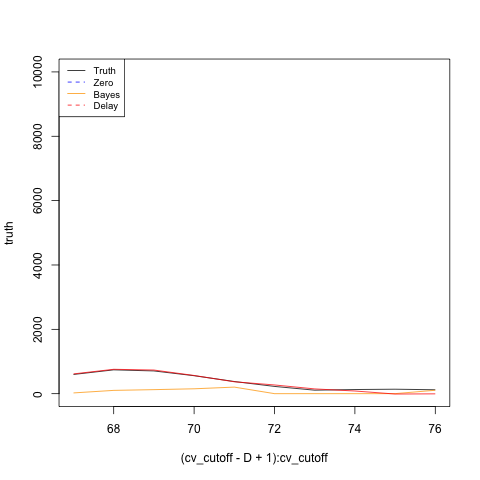 Truth
Zero
Bayes
Delay
truth
0
2000
4000
6000
8000
10000
68
70
72
74
76
(cv_cutoff - D + 1):cv_cutoff